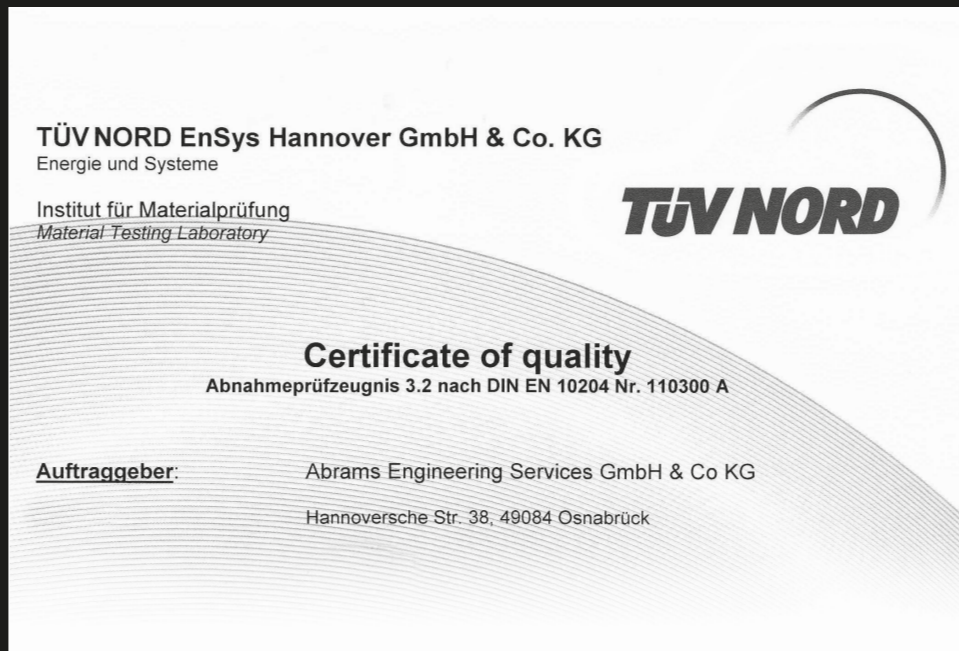 TÜV NORD EnSys Hannover GmbH & Co. KG
Energie und Systeme
Institut für Materialprüfung
Material Testing Laboratory
TÜV NORD
Certificate of quality
Abnahmeprüfzeugnis 3.2 nach DIN EN 10204 Nr. 110300 A
Auftraggeber: Abrams Engineering Services GmbH & Co KG
Hannoversche Str. 38, 49084 Osnabrück